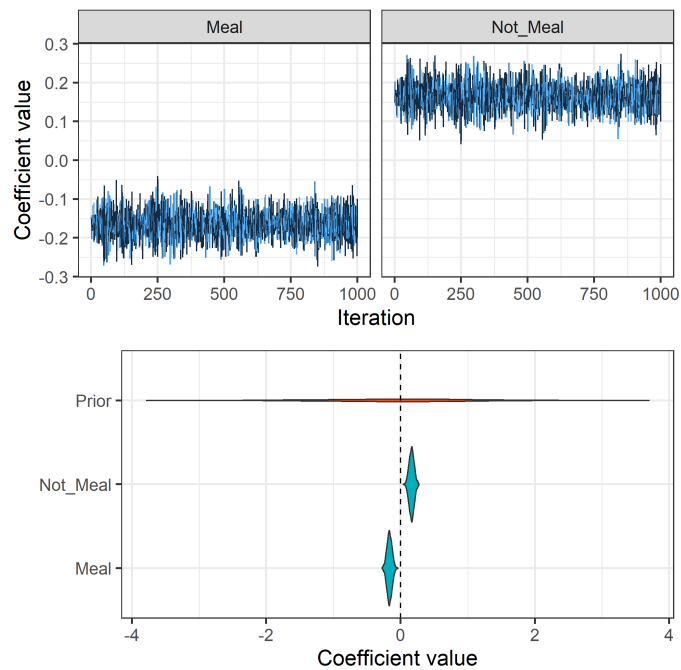 Meal Not_Meal
Coefficient value
0.3
0.2
0.1
0.0
-0.1
-0.2
-0.3
0 250 500 750 1000 0 250 500 750 1000
Iteration
Prior
Not_Meal
Meal
-4 -2 0 2 4
Coefficient value